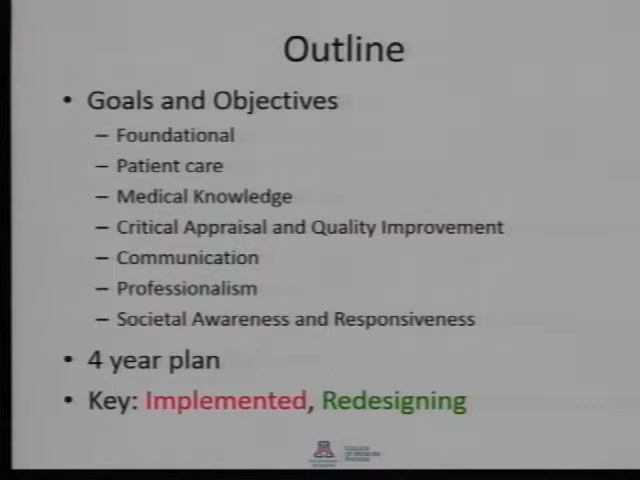 Outline
• Goals and Objectives
– Foundational
– Patient care
– Medical Knowledge
– Critical Appraisal and Quality Improvement
– Communication
– Professionalism
– Societal Awareness and Responsiveness
• 4 year plan
• Key: Implemented, Redesigning